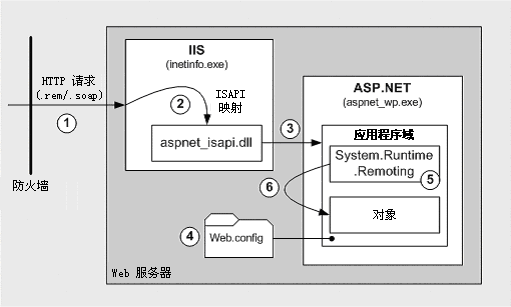 IIS
(inetinfo.exe)
HTTP 请求
(.rem/.soap)
①
②
ISAPI
映射
aspnet_isapi.dll
③
ASP.NET
(aspnet_wp.exe)
应用程序域
System.Runtime
.Remoting
⑤
⑥
对象
④
Web.config
防火墙
Web 服务器